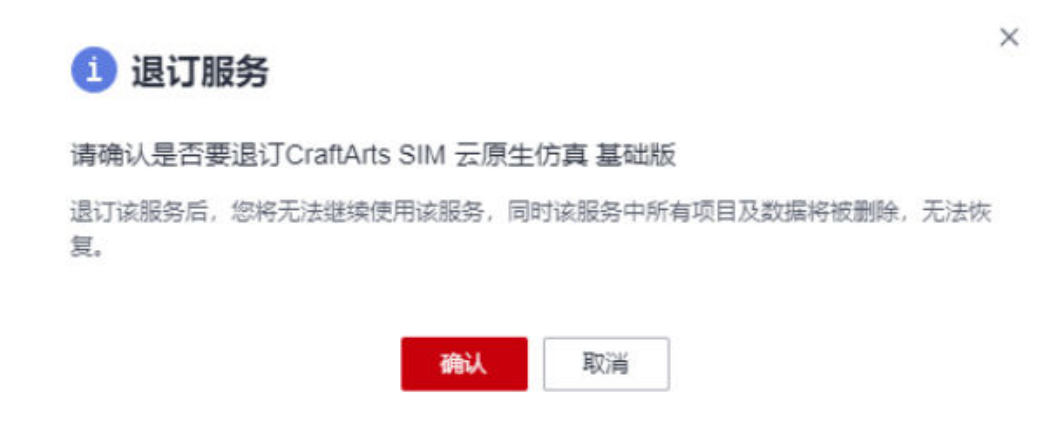 退订服务
请确认是否要退订CraftArts SIM 云原生仿真 基础版
退订该服务后，您将无法继续使用该服务，同时该服务中所有项目及数据将被删除，无法恢
复。
确认
取消